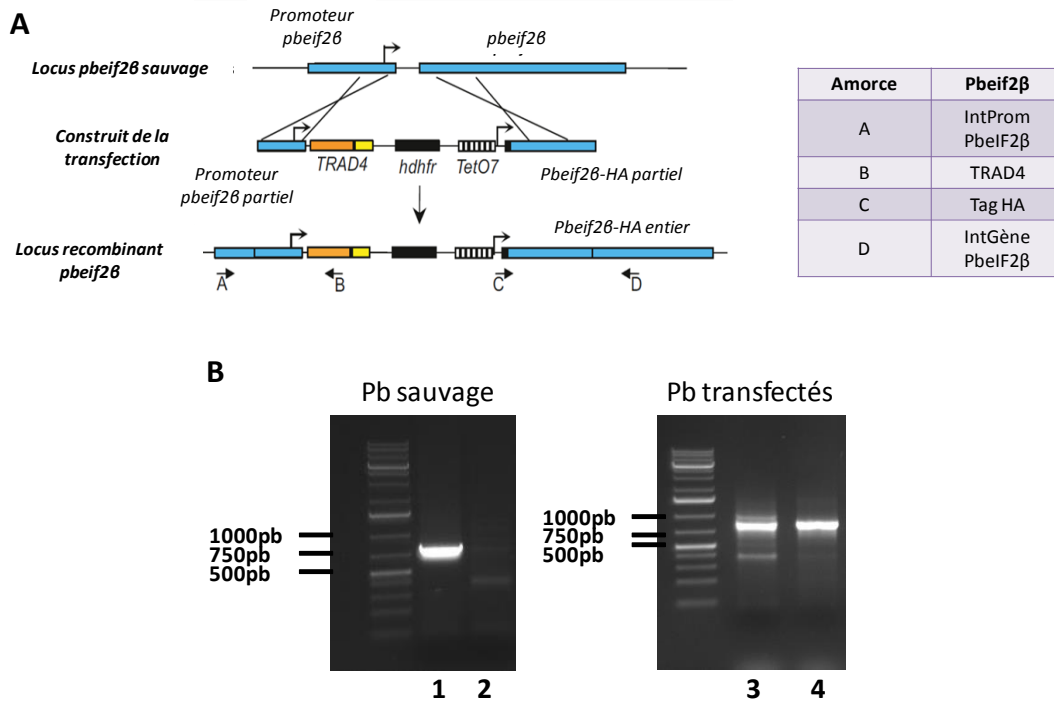 A
Promoteur
pbeif2β
pbeif2β
Locus pbeif2β sauvage
Construit de la
transfection
TRAD4
hdhfr
TetO7
Promoteur
pbeif2β partiel
Pbeif2β-HA partiel
Locus recombinant
pbeif2β
Pbeif2β-HA entier
A
B
C
D
Amorce Pbeif2β
A IntProm
PbeIF2β
B TRAD4
C Tag HA
D IntGène
PbeIF2β
B
Pb sauvage
Pb transfectés
1000pb
750pb
500pb
1000pb
750pb
500pb
1 2
3 4